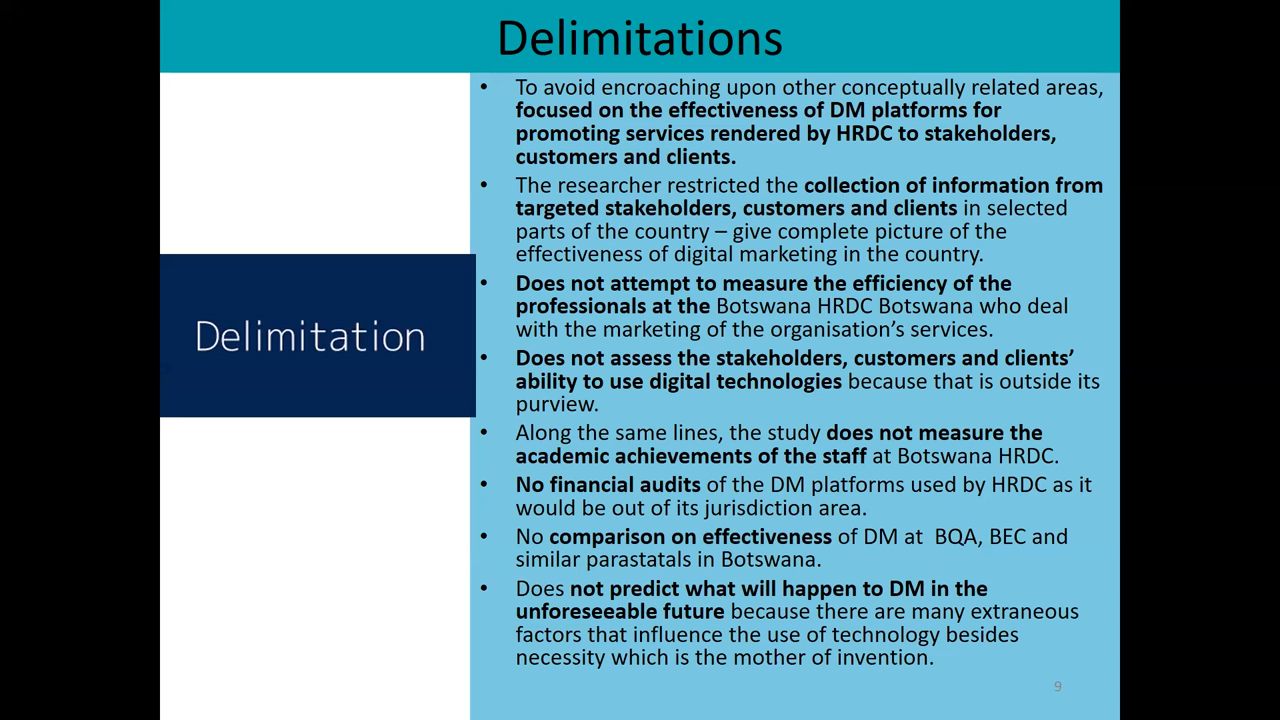 Delimitations
Delimitation
• To avoid encroaching upon other conceptually related areas,
focused on the effectiveness of DM platforms for
promoting services rendered by HRDC to stakeholders,
customers and clients.
• The researcher restricted the collection of information from
targeted stakeholders, customers and clients in selected
parts of the country – give complete picture of the
effectiveness of digital marketing in the country.
• Does not attempt to measure the efficiency of the
professionals at the Botswana HRDC Botswana who deal
with the marketing of the organisation’s services.
• Does not assess the stakeholders, customers and clients’
ability to use digital technologies because that is outside its
purview.
• Along the same lines, the study does not measure the
academic achievements of the staff at Botswana HRDC.
• No financial audits of the DM platforms used by HRDC as it
would be out of its jurisdiction area.
• No comparison on effectiveness of DM at  BQA, BEC and
similar parastatals in Botswana.
• Does not predict what will happen to DM in the
unforeseeable future because there are many extraneous
factors that influence the use of technology besides
necessity which is the mother of invention.
9